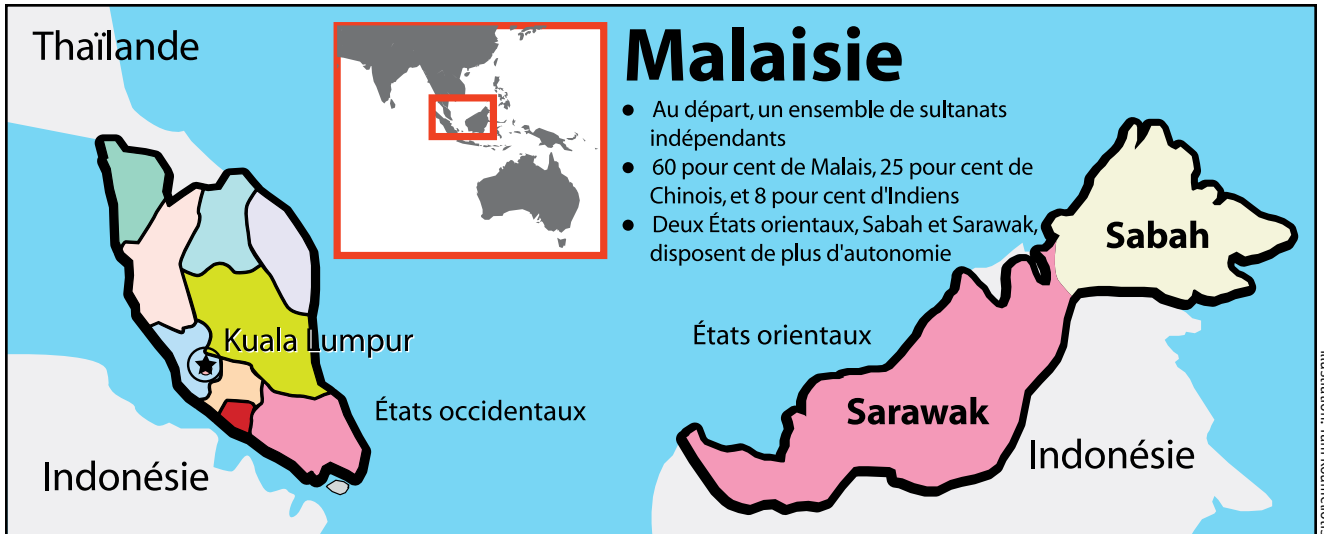 Thaïlande
Malaisie
● Au départ, un ensemble de sultanats
indépendants
● 60 pour cent de Malais, 25 pour cent de
Chinois, et 8 pour cent d'Indiens
● Deux États orientaux, Sabah et Sarawak,
disposent de plus d'autonomie
Sabah
Kuala Lumpur
États orientaux
États occidentaux
Sarawak
Indonésie
Indonésie